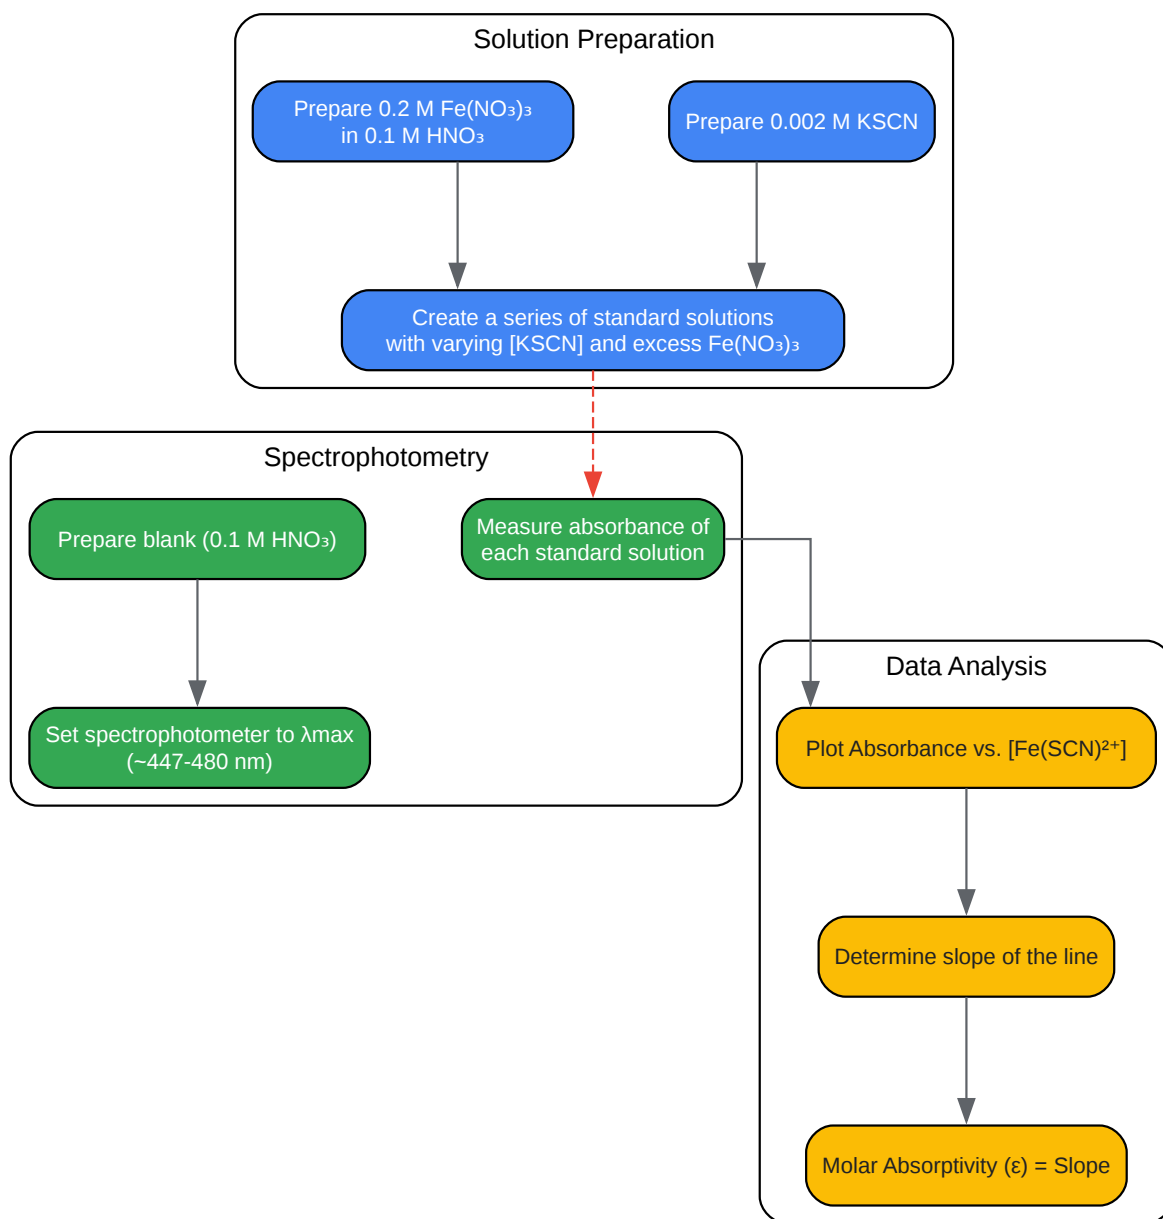 Solution Preparation
Prepare 0.2 M Fe(NO₃)₃
in 0.1 M HNO₃
Prepare 0.002 M KSCN
Create a series of standard solutions
with varying [KSCN] and excess Fe(NO₃)₃
Spectrophotometry
Prepare blank (0.1 M HNO₃)
Measure absorbance of
each standard solution
Set spectrophotometer to λmax
(~447-480 nm)
Data Analysis
Plot Absorbance vs. [Fe(SCN)²⁺]
Determine slope of the line
Molar Absorptivity (ε) = Slope